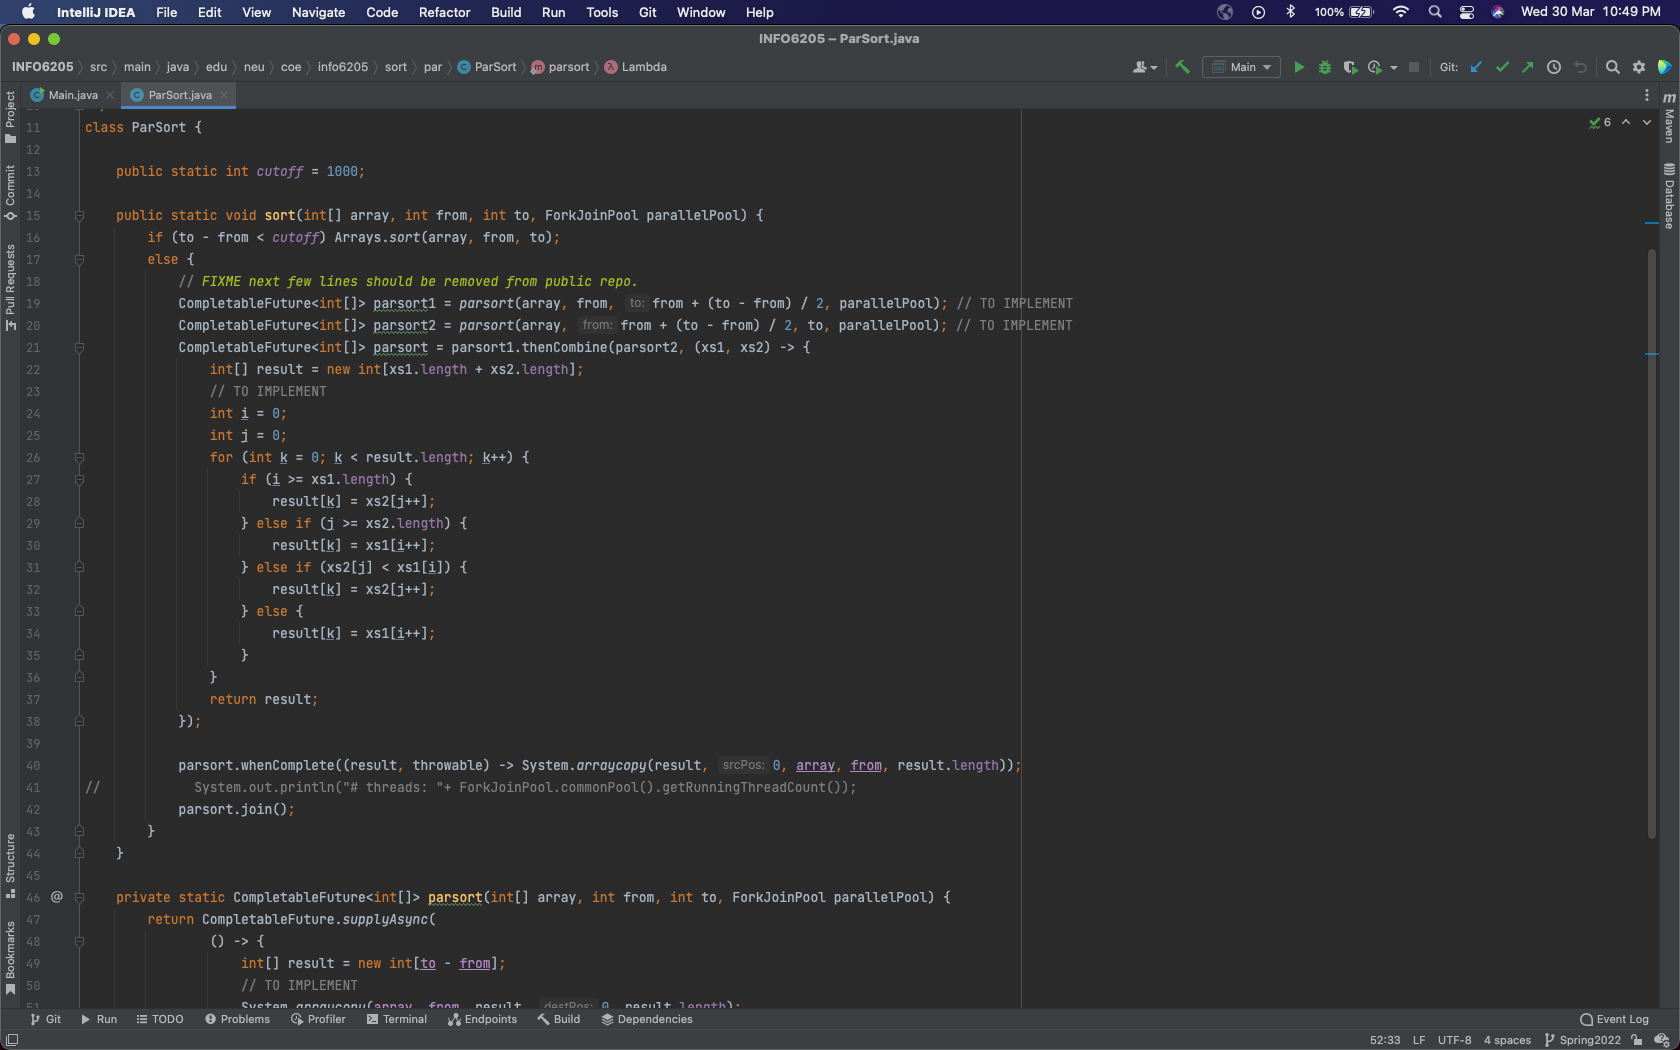 IntelliJ IDEA File Edit View Navigate Code Refactor Build Run Tools Git Window Help 100% Wed 30 Mar 10:49 PM
INFO6205 – ParSort.java
INFO6205 src main java edu neu coe info6205 sort par ParSort parsort Lambda Main Git:
Main.java ParSort.java
Project
Commit
Pull Requests
Structure
Bookmarks
m Maven
Database
6
11 class ParSort {
12
13 public static int cutoff = 1000;
14
15 public static void sort(int[] array, int from, int to, ForkJoinPool parallelPool) {
16 if (to - from < cutoff) Arrays.sort(array, from, to);
17 else {
18 // FIXME next few lines should be removed from public repo.
19 CompletableFuture<int[]> parsort1 = parsort(array, from, to: from + (to - from) / 2, parallelPool); // TO IMPLEMENT
20 CompletableFuture<int[]> parsort2 = parsort(array, from: from + (to - from) / 2, to, parallelPool); // TO IMPLEMENT
21 CompletableFuture<int[]> parsort = parsort1.thenCombine(parsort2, (xs1, xs2) -> {
22 int[] result = new int[xs1.length + xs2.length];
23 // TO IMPLEMENT
24 int i = 0;
25 int j = 0;
26 for (int k = 0; k < result.length; k++) {
27 if (i >= xs1.length) {
28 result[k] = xs2[j++];
29 } else if (j >= xs2.length) {
30 result[k] = xs1[i++];
31 } else if (xs2[j] < xs1[i]) {
32 result[k] = xs2[j++];
33 } else {
34 result[k] = xs1[i++];
35 }
36 }
37 return result;
38 });
39
40 parsort.whenComplete((result, throwable) -> System.arraycopy(result, srcPos: 0, array, from, result.length));
41 // System.out.println("# threads: "+ ForkJoinPool.commonPool().getRunningThreadCount());
42 parsort.join();
43 }
44 }
45
46 @ private static CompletableFuture<int[]> parsort(int[] array, int from, int to, ForkJoinPool parallelPool) {
47 return CompletableFuture.supplyAsync(
48 () -> {
49 int[] result = new int[to - from];
50 // TO IMPLEMENT
51 System.arraycopy(array, from, result, destPos: 0, result.length);
Git Run TODO Problems Profiler Terminal Endpoints Build Dependencies Event Log
52:33 LF UTF-8 4 spaces Spring2022